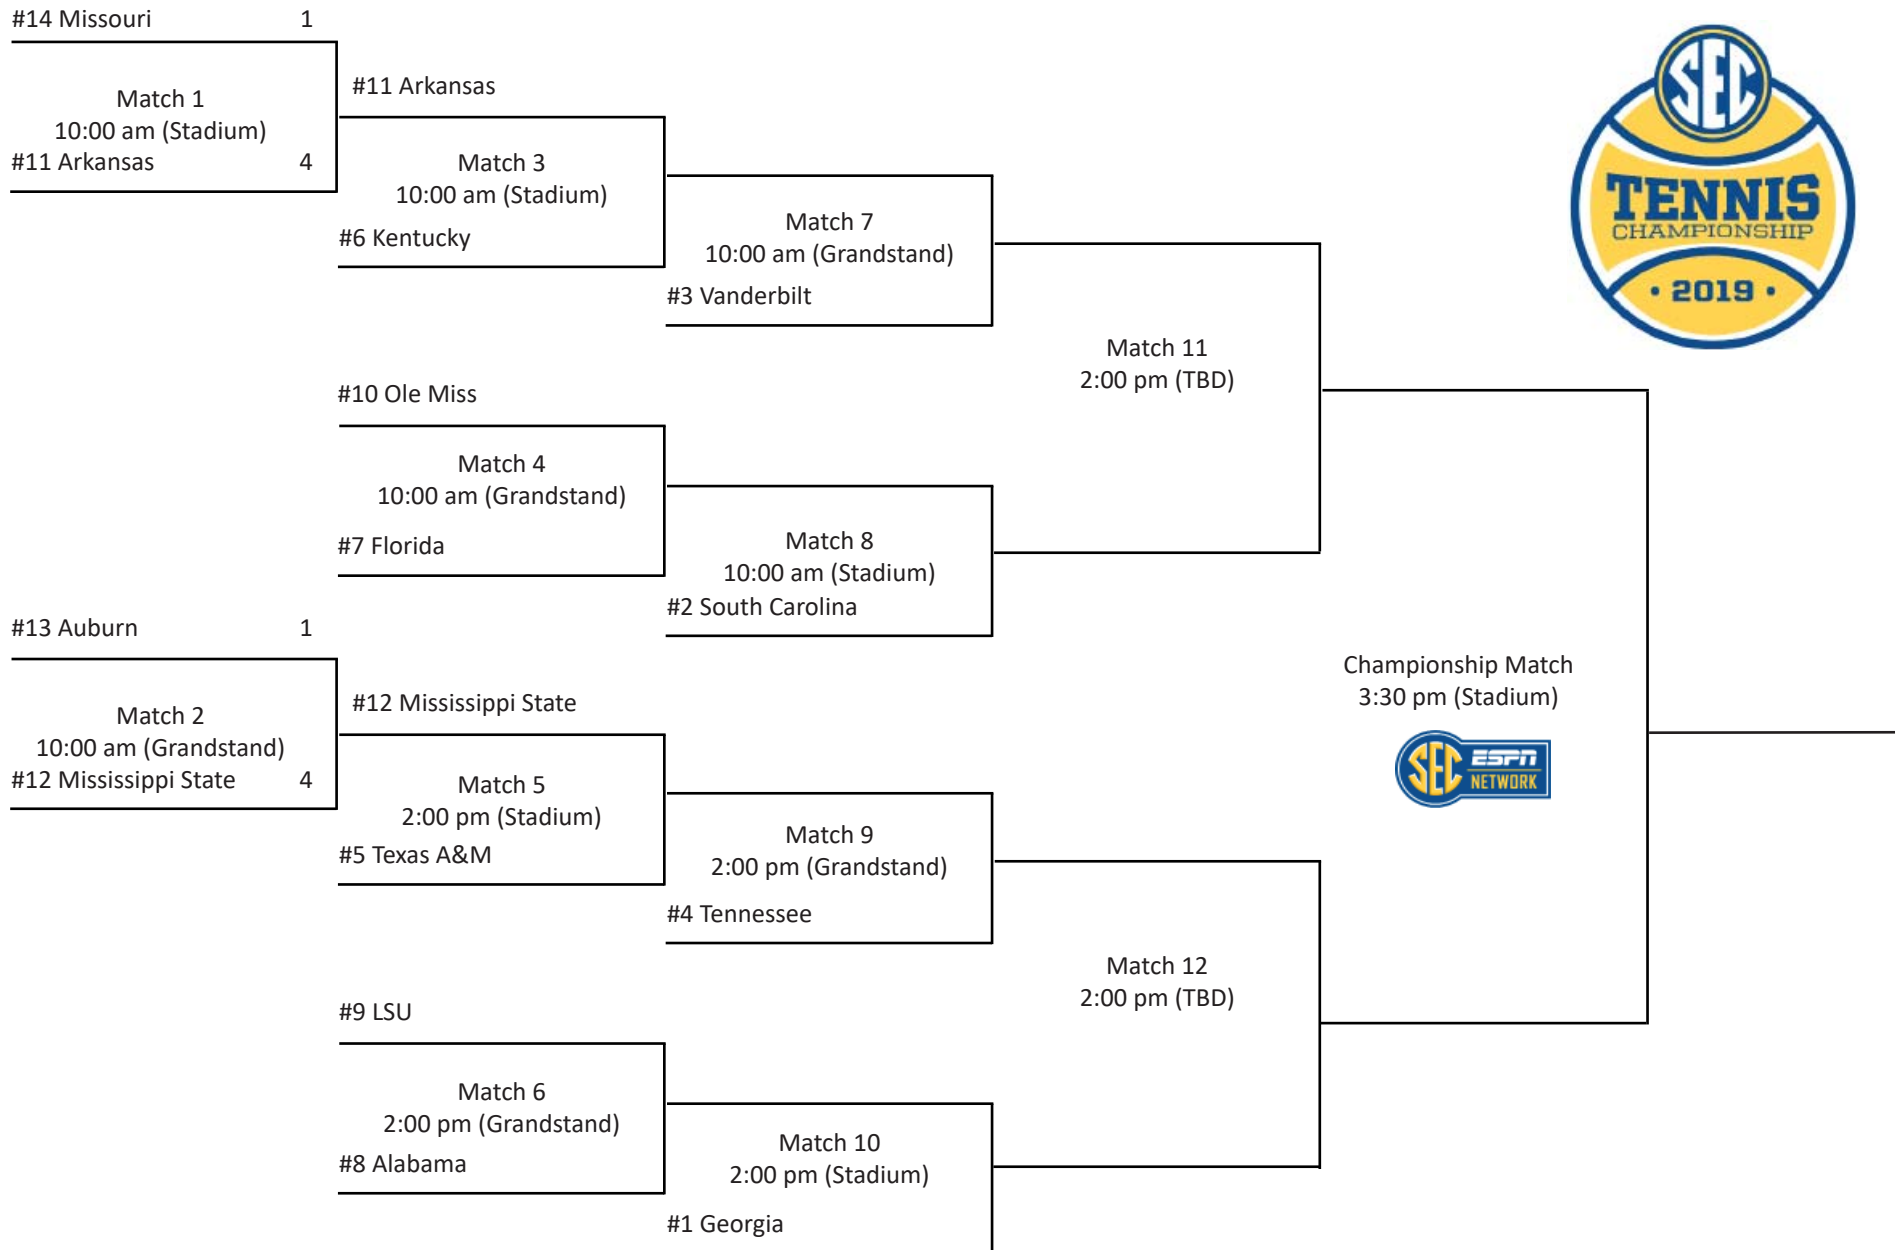 #14 Missouri 1
Match 1
10:00 am (Stadium)
#11 Arkansas 4
#11 Arkansas
Match 3
10:00 am (Stadium)
#6 Kentucky
Match 7
10:00 am (Grandstand)
#3 Vanderbilt
#10 Ole Miss
Match 4
10:00 am (Grandstand)
#7 Florida
Match 8
10:00 am (Stadium)
#2 South Carolina
Match 11
2:00 pm (TBD)
#13 Auburn 1
Match 2
10:00 am (Grandstand)
#12 Mississippi State 4
#12 Mississippi State
Match 5
2:00 pm (Stadium)
#5 Texas A&M
Match 9
2:00 pm (Grandstand)
#4 Tennessee
#9 LSU
Match 6
2:00 pm (Grandstand)
#8 Alabama
Match 10
2:00 pm (Stadium)
#1 Georgia
Match 12
2:00 pm (TBD)
Championship Match
3:30 pm (Stadium)
SEC
ESPN
NETWORK
SEC
TENNIS
CHAMPIONSHIP
• 2019 •